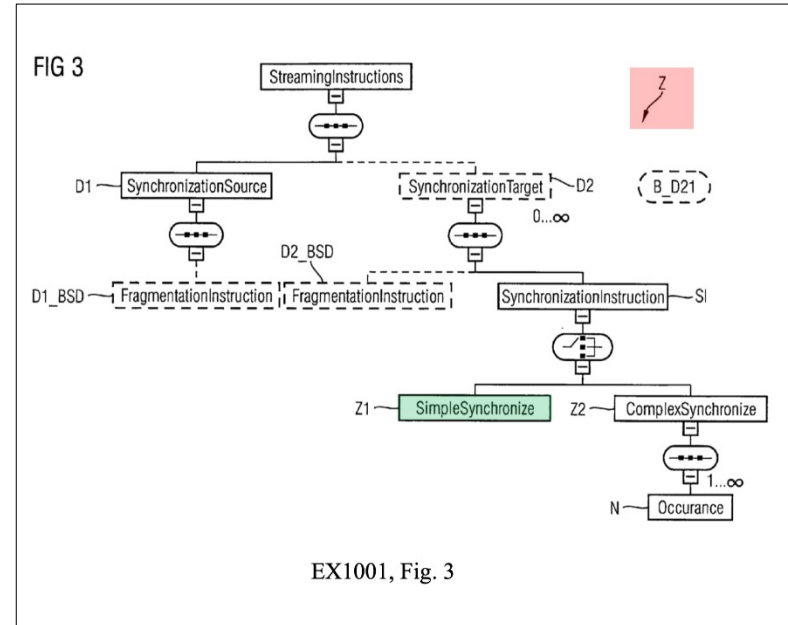 FIG 3
StreamingInstructions
Z
D1
SynchronizationSource
SynchronizationTarget
D2
B_D21
0...∞
D2_BSD
D1_BSD
FragmentationInstruction
FragmentationInstruction
SynchronizationInstruction
SI
Z1
SimpleSynchronize
Z2
ComplexSynchronize
1...∞
N
Occurance
EX1001, Fig. 3